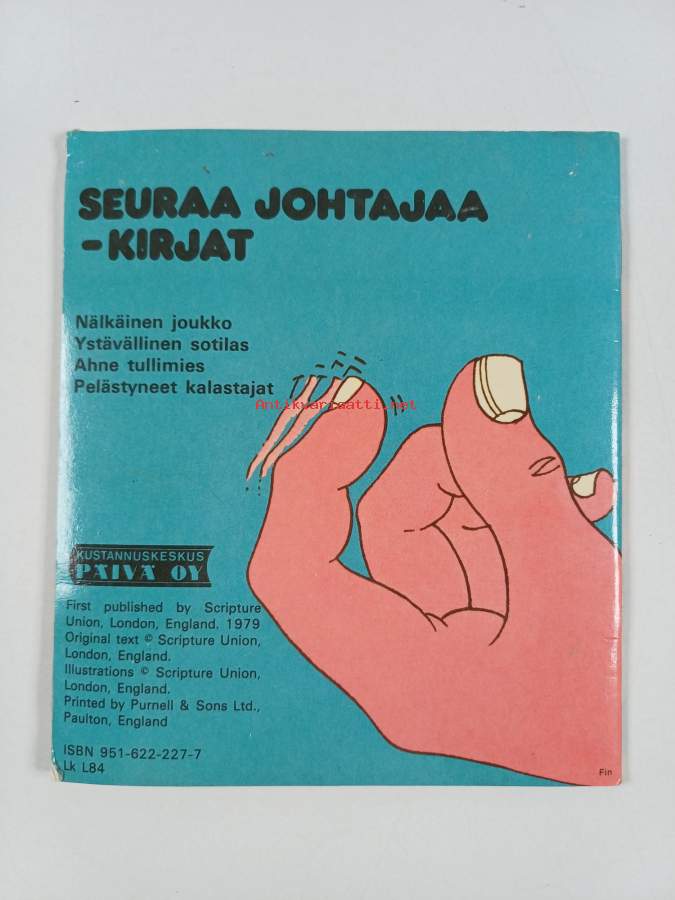 SEURAA JOHTAJAA
-KIRJAT
Nälkäinen joukko
Ystävällinen sotilas
Ahne tullimies
Pelästyneet kalastajat
Antikvariaatti.net
KUSTANNUSKESKUS
PÄIVÄ OY
First published by Scripture
Union, London, England. 1979
Original text © Scripture Union,
London, England.
Illustrations © Scripture Union,
London, England.
Printed by Purnell & Sons Ltd.,
Paulton, England
ISBN 951-622-227-7
Lk L84
Fin